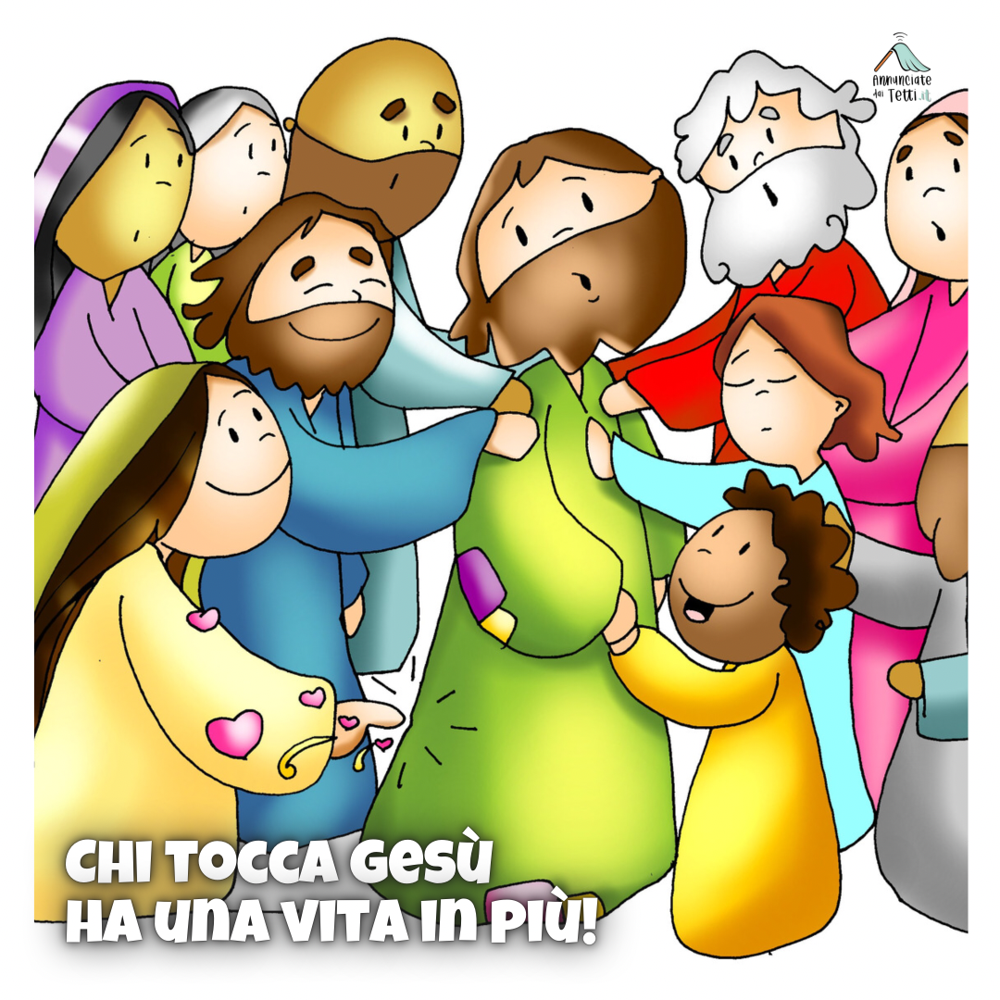 Annunciate
dai Tetti.it
CHI TOCCA GESÙ
HA UNA VITA IN PIÙ!